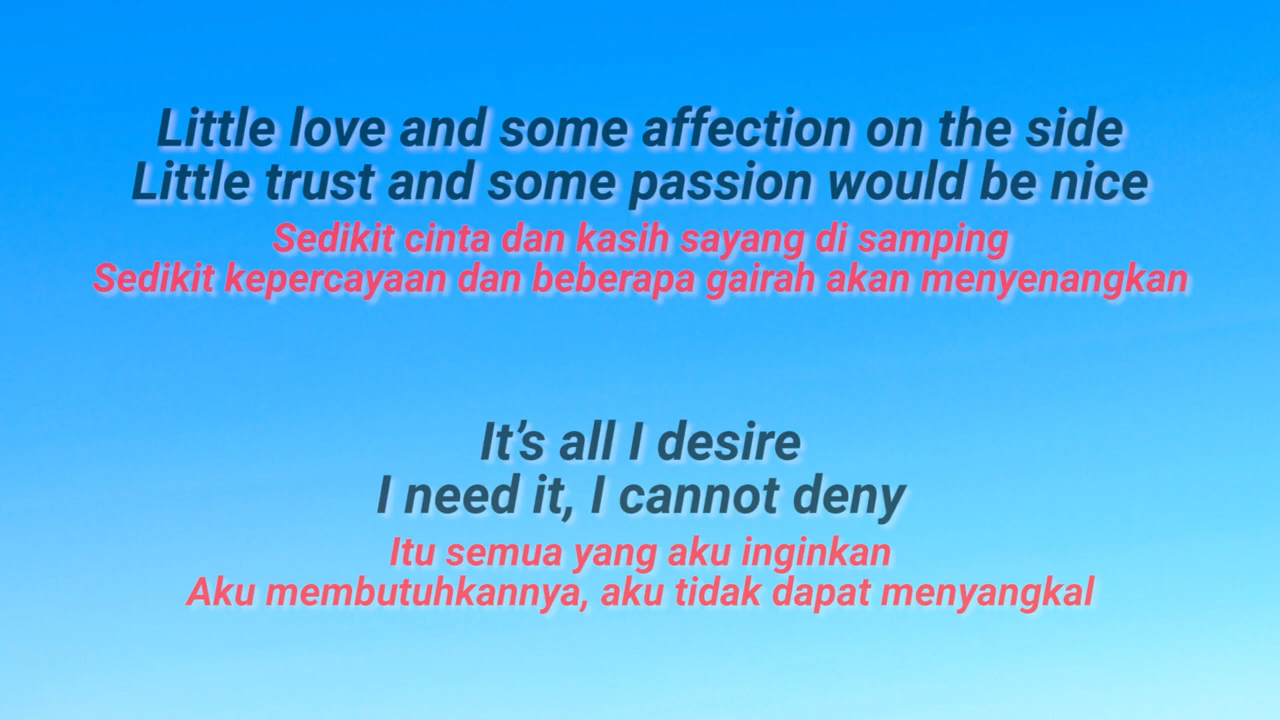 Little love and some affection on the side
Little trust and some passion would be nice
Sedikit cinta dan kasih sayang di samping
Sedikit kepercayaan dan beberapa gairah akan menyenangkan
It’s all I desire
I need it, I cannot deny
Itu semua yang aku inginkan
Aku membutuhkannya, aku tidak dapat menyangkal